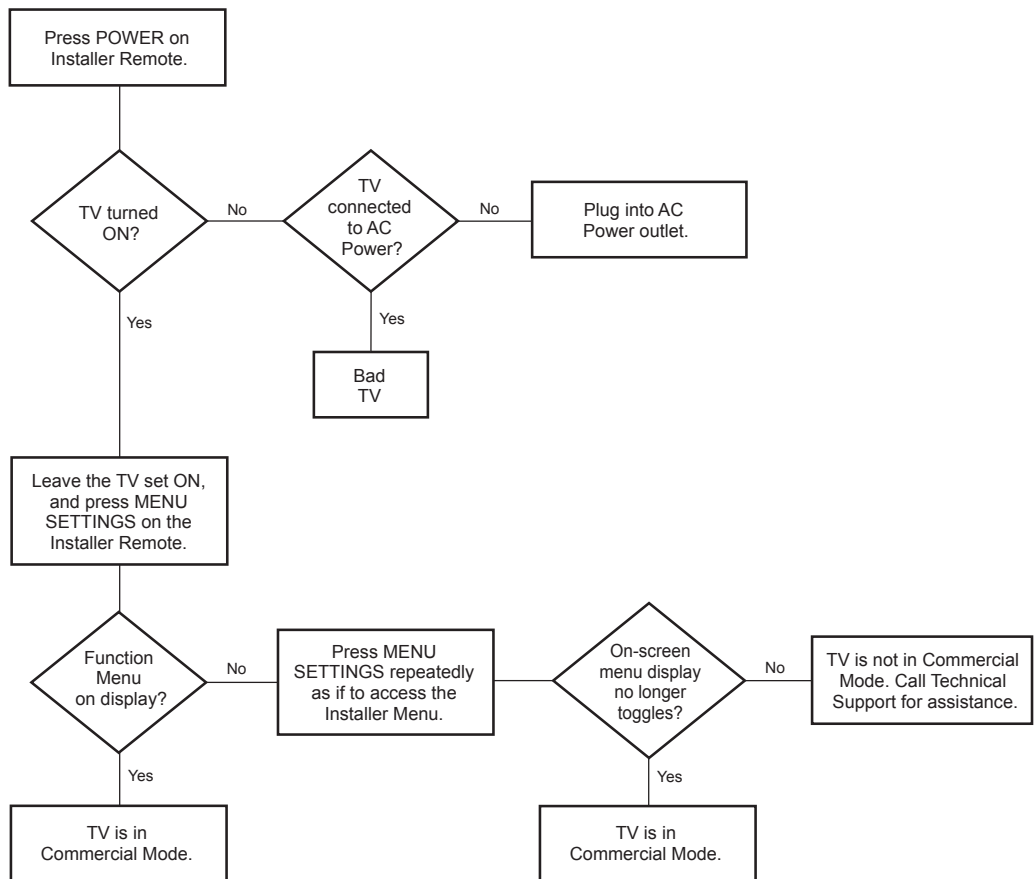 Press POWER on
Installer Remote.
TV turned
ON?
No
TV
connected
to AC
Power?
No
Plug into AC
Power outlet.
Yes
Yes
Bad
TV
Leave the TV set ON,
and press MENU
SETTINGS on the
Installer Remote.
Function
Menu
on display?
No
Press MENU
SETTINGS repeatedly
as if to access the
Installer Menu.
On-screen
menu display
no longer
toggles?
No
TV is not in Commercial
Mode. Call Technical
Support for assistance.
Yes
Yes
TV is in
Commercial Mode.
TV is in
Commercial Mode.